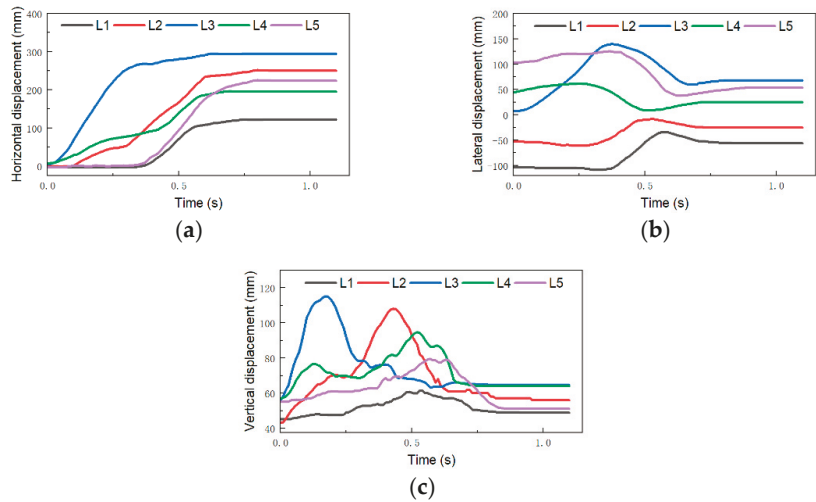 400
L1 L2 L3 L4 L5
300
200
100
0
Horizontal displacement (mm)
0.0 0.5 1.0
Time (s)
(a)
200
L1 L2 L3 L4 L5
150
100
50
0
-50
-100
Lateral displacement (mm)
0.0 0.5 1.0
Time (s)
(b)
L1 L2 L3 L4 L5
120
100
80
60
40
Vertical displacement (mm)
0.0 0.5 1.0
Time (s)
(c)